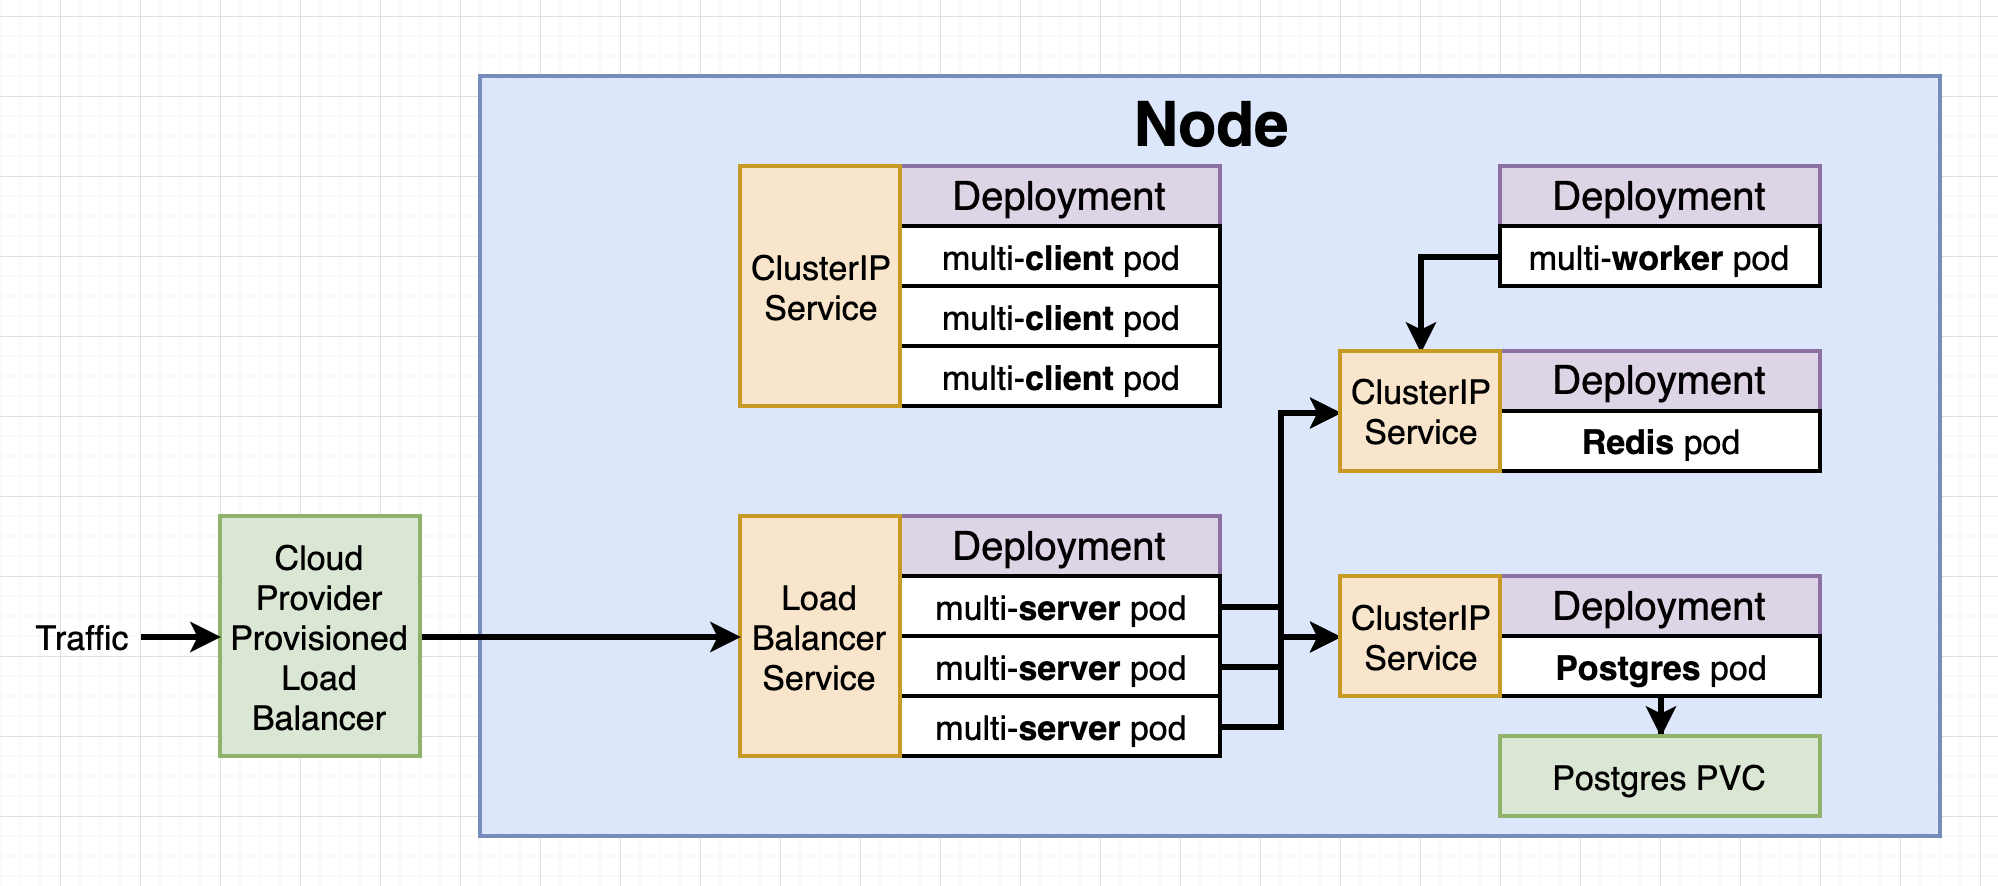 Node
ClusterIP
Service
Deployment
multi-client pod
multi-client pod
multi-client pod
Deployment
multi-worker pod
ClusterIP
Service
Deployment
Redis pod
Traffic
Cloud
Provider
Provisioned
Load
Balancer
Load
Balancer
Service
Deployment
multi-server pod
multi-server pod
multi-server pod
ClusterIP
Service
Deployment
Postgres pod
Postgres PVC